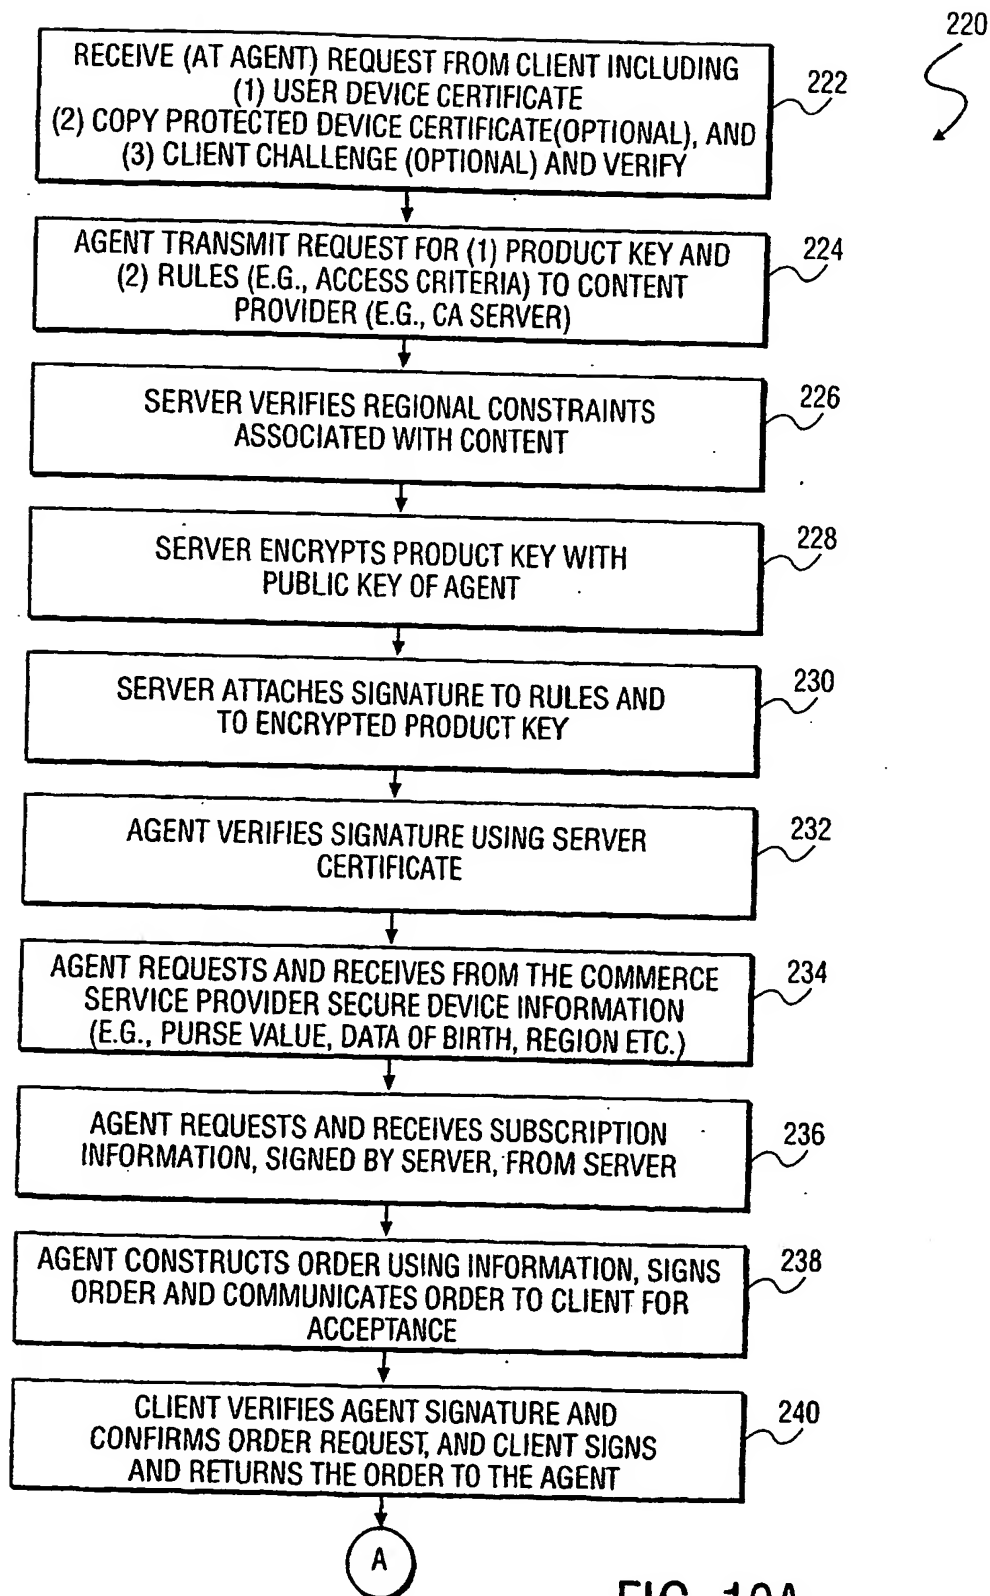 220
RECEIVE (AT AGENT) REQUEST FROM CLIENT INCLUDING
(1) USER DEVICE CERTIFICATE
(2) COPY PROTECTED DEVICE CERTIFICATE(OPTIONAL), AND
(3) CLIENT CHALLENGE (OPTIONAL) AND VERIFY
222
AGENT TRANSMIT REQUEST FOR (1) PRODUCT KEY AND
(2) RULES (E.G., ACCESS CRITERIA) TO CONTENT
PROVIDER (E.G., CA SERVER)
224
SERVER VERIFIES REGIONAL CONSTRAINTS
ASSOCIATED WITH CONTENT
226
SERVER ENCRYPTS PRODUCT KEY WITH
PUBLIC KEY OF AGENT
228
SERVER ATTACHES SIGNATURE TO RULES AND
TO ENCRYPTED PRODUCT KEY
230
AGENT VERIFIES SIGNATURE USING SERVER
CERTIFICATE
232
AGENT REQUESTS AND RECEIVES FROM THE COMMERCE
SERVICE PROVIDER SECURE DEVICE INFORMATION
(E.G., PURSE VALUE, DATA OF BIRTH, REGION ETC.)
234
AGENT REQUESTS AND RECEIVES SUBSCRIPTION
INFORMATION, SIGNED BY SERVER, FROM SERVER
236
AGENT CONSTRUCTS ORDER USING INFORMATION, SIGNS
ORDER AND COMMUNICATES ORDER TO CLIENT FOR
ACCEPTANCE
238
CLIENT VERIFIES AGENT SIGNATURE AND
CONFIRMS ORDER REQUEST, AND CLIENT SIGNS
AND RETURNS THE ORDER TO THE AGENT
240
A
FIG. 10A